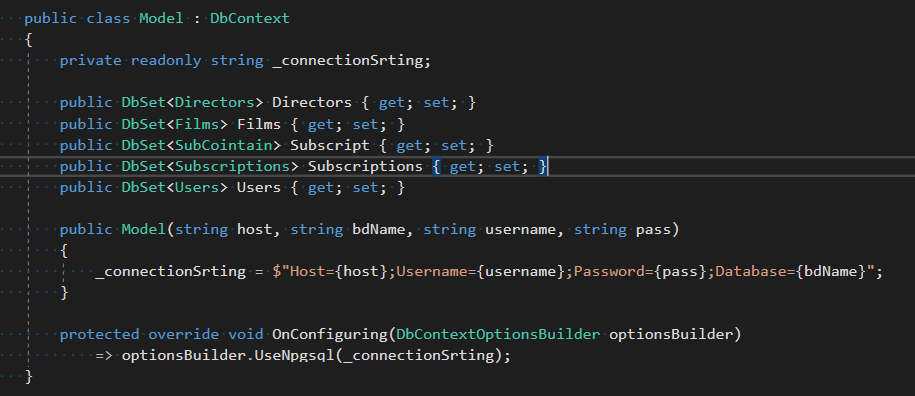 public class Model : DbContext
{
private readonly string _connectionSrting;
public DbSet<Directors> Directors { get; set; }
public DbSet<Films> Films { get; set; }
public DbSet<SubCointain> Subscript { get; set; }
public DbSet<Subscriptions> Subscriptions { get; set; }
public DbSet<Users> Users { get; set; }
public Model(string host, string bdName, string username, string pass)
{
_connectionSrting = $"Host={host};Username={username};Password={pass};Database={bdName}";
}
protected override void OnConfiguring(DbContextOptionsBuilder optionsBuilder)
=> optionsBuilder.UseNpgsql(_connectionSrting);
}